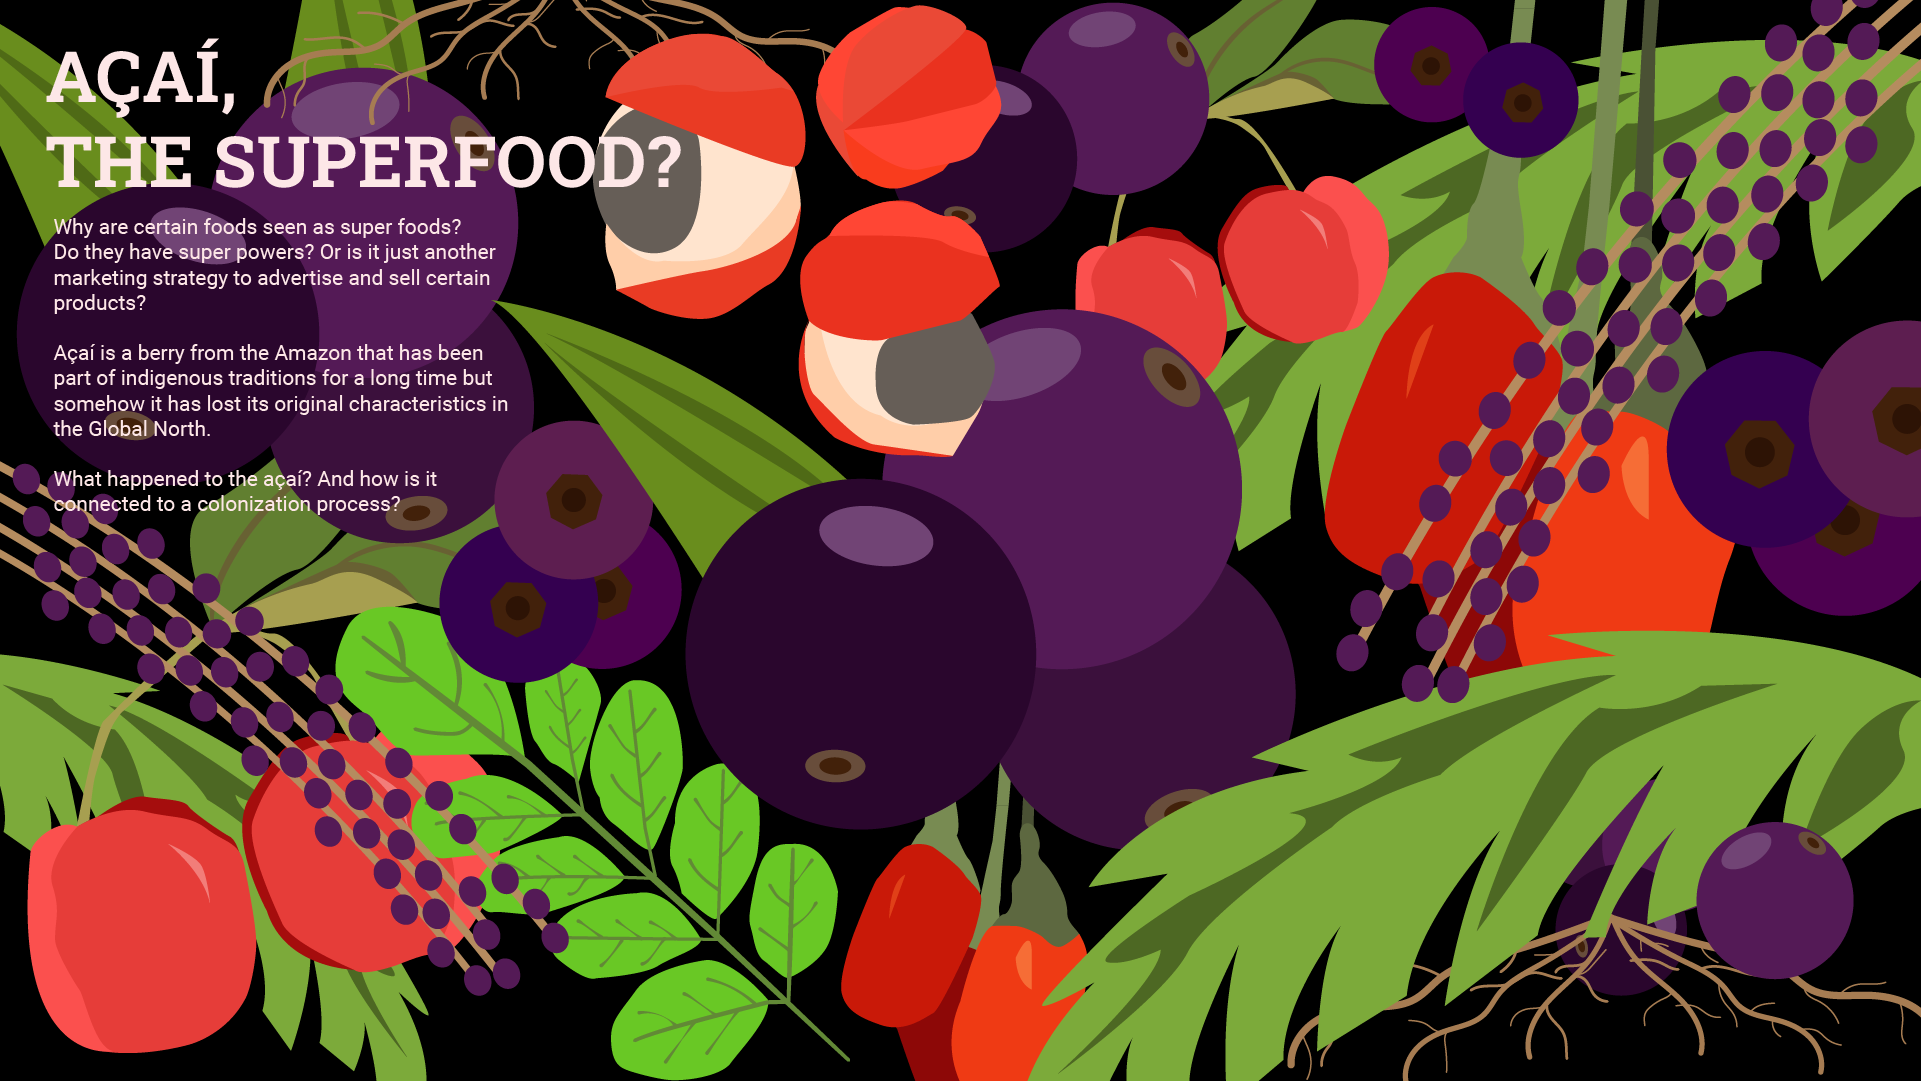 AÇAÍ,
THE SUPERFOOD?
Why are certain foods seen as super foods?
Do they have super powers? Or is it just another
marketing strategy to advertise and sell certain
products?
Açaí is a berry from the Amazon that has been
part of indigenous traditions for a long time but
somehow it has lost its original characteristics in
the Global North.
What happened to the açaí? And how is it
connected to a colonization process?